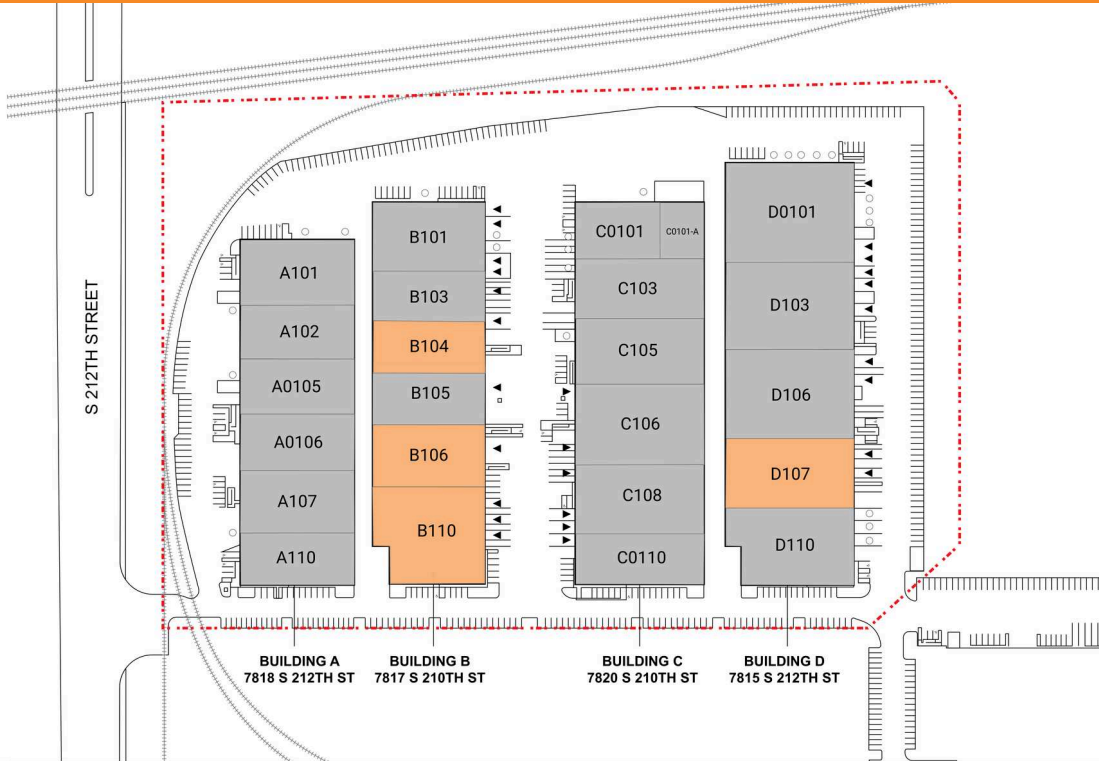 S 212TH STREET
A101
A102
A0105
A0106
A107
A110
B101
B103
B104
B105
B106
B110
C0101
C0101-A
C103
C105
C106
C108
C0110
D0101
D103
D106
D107
D110
BUILDING A
7818 S 212TH ST
BUILDING B
7817 S 210TH ST
BUILDING C
7820 S 210TH ST
BUILDING D
7815 S 212TH ST